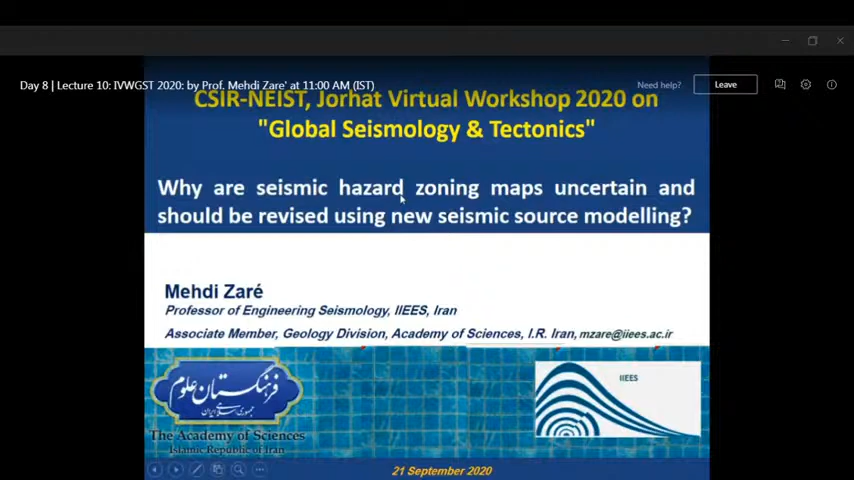 Day 8 | Lecture 10: IVWGST 2020: by Prof. Mehdi Zare' at 11:00 AM (IST)
Need help?
Leave
CSIR-NEIST, Jorhat Virtual Workshop 2020 on
"Global Seismology & Tectonics"
Why are seismic hazard zoning maps uncertain and
should be revised using new seismic source modelling?
Mehdi Zaré
Professor of Engineering Seismology, IIEES, Iran
Associate Member, Geology Division, Academy of Sciences, I.R. Iran, mzare@iiees.ac.ir
فرهنگستان علوم
جمهوری اسلامی ایران
The Academy of Sciences
Islamic Republic of Iran
IIEES
21 September 2020